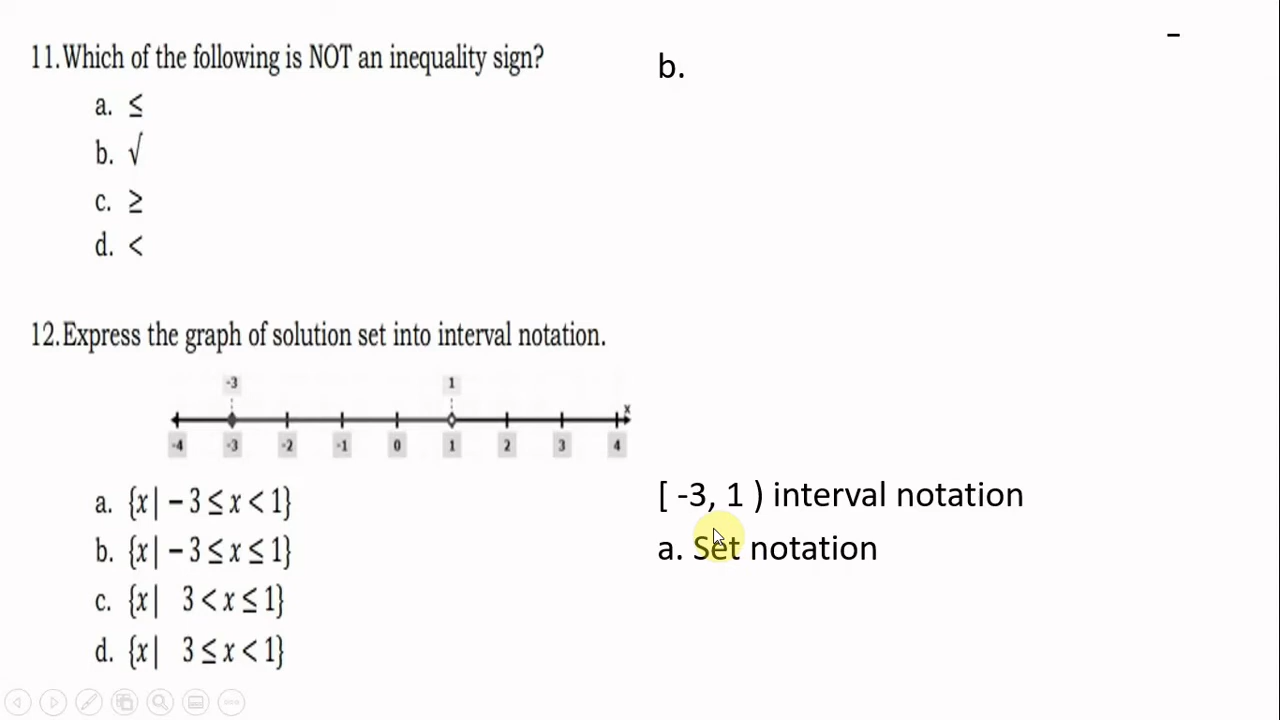 11. Which of the following is NOT an inequality sign?
a. ≤
b. √
c. ≥
d. <
b.
–
12. Express the graph of solution set into interval notation.
-3 1
x
-4 -3 -2 -1 0 1 2 3 4
a. {x| − 3 ≤ x < 1}
b. {x| − 3 ≤ x ≤ 1}
c. {x| 3 < x ≤ 1}
d. {x| 3 ≤ x < 1}
[ -3, 1 ) interval notation
a. Set notation